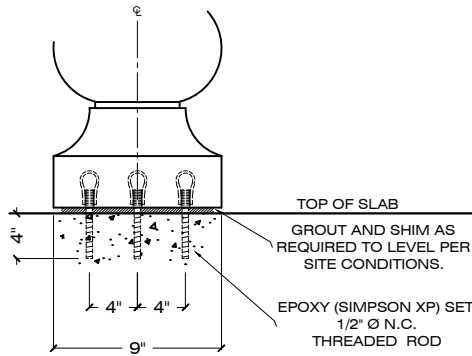 ℄
TOP OF SLAB
GROUT AND SHIM AS
REQUIRED TO LEVEL PER
SITE CONDITIONS.
4"
4" 4"
EPOXY (SIMPSON XP) SET
1/2" Ø N.C.
THREADED ROD
9"